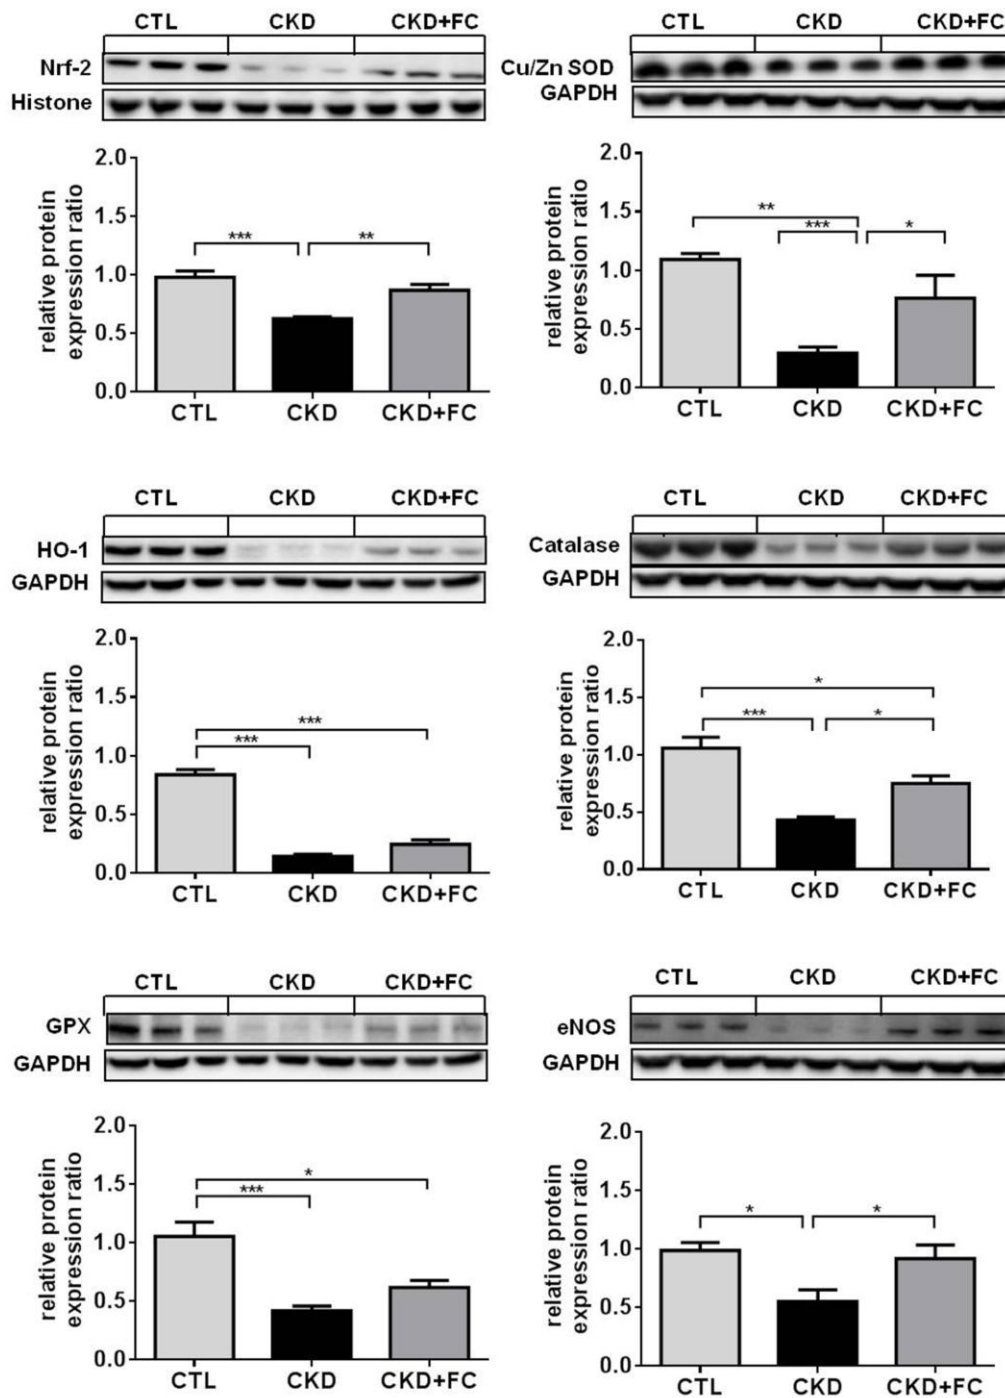 CTL CKD CKD+FC
Nrf-2
Histone
relative protein
expression ratio
2.0
1.5
1.0
0.5
0.0
*** **
CTL CKD CKD+FC
CTL CKD CKD+FC
Cu/Zn SOD
GAPDH
relative protein
expression ratio
2.0
1.5
1.0
0.5
0.0
**
*** *
CTL CKD CKD+FC
CTL CKD CKD+FC
HO-1
GAPDH
relative protein
expression ratio
2.0
1.5
1.0
0.5
0.0
***
***
CTL CKD CKD+FC
CTL CKD CKD+FC
Catalase
GAPDH
relative protein
expression ratio
2.0
1.5
1.0
0.5
0.0
*
*** *
CTL CKD CKD+FC
CTL CKD CKD+FC
GPX
GAPDH
relative protein
expression ratio
2.0
1.5
1.0
0.5
0.0
*
***
CTL CKD CKD+FC
CTL CKD CKD+FC
eNOS
GAPDH
relative protein
expression ratio
2.0
1.5
1.0
0.5
0.0
* *
CTL CKD CKD+FC